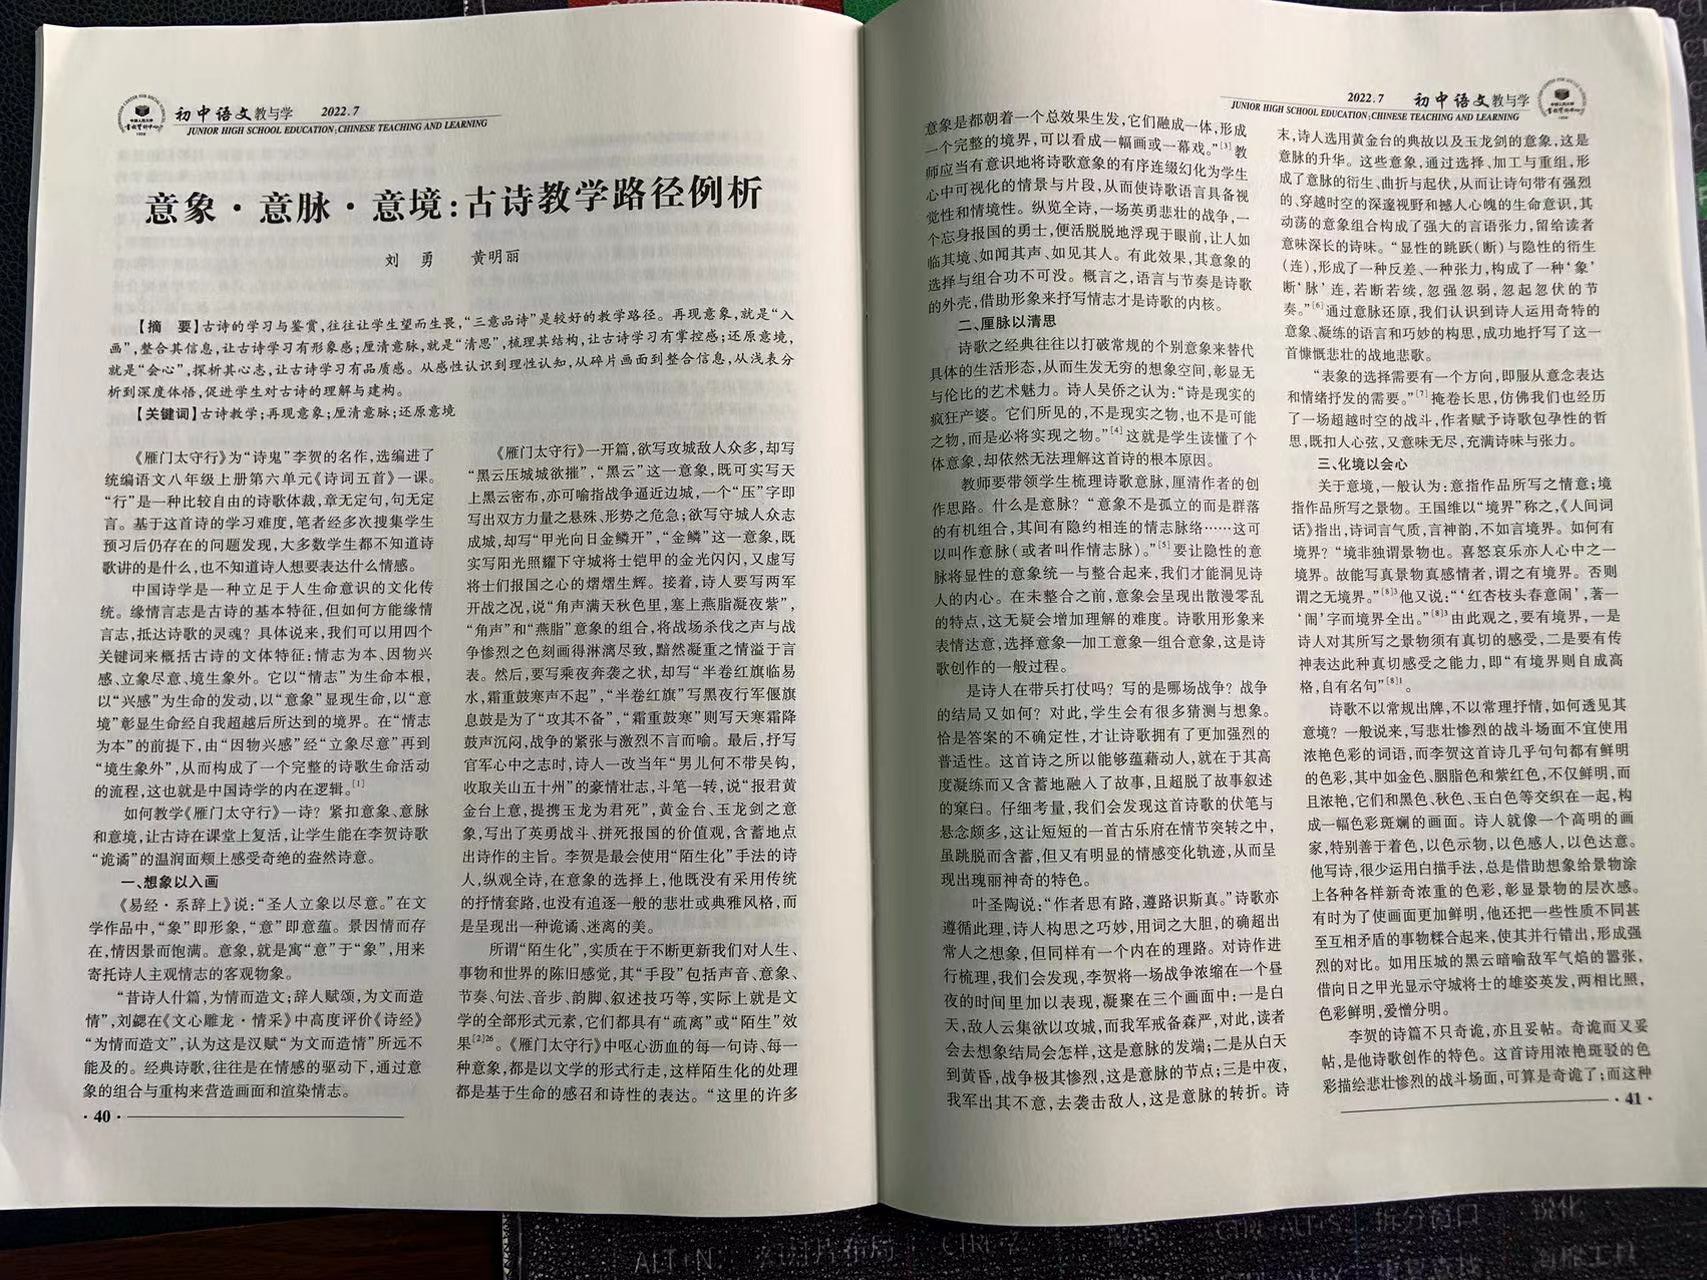 初中语文教与学 2022.7
JUNIOR HIGH SCHOOL EDUCATION:CHINESE TEACHING AND LEARNING
意象·意脉·意境:古诗教学路径例析
刘 勇 黄明丽
【摘 要】古诗的学习与鉴赏,往往让学生望而生畏,“三意品诗”是较好的教学路径。再现意象,就是“入
画”,整合其信息,让古诗学习有形象感;厘清意脉,就是“清思”,梳理其结构,让古诗学习有掌控感;还原意境,
就是“会心”,探析其心志,让古诗学习有品质感。从感性认识到理性认知,从碎片画面到整合信息,从浅表分
析到深度体悟,促进学生对古诗的理解与建构。
【关键词】古诗教学;再现意象;厘清意脉;还原意境
《雁门太守行》为“诗鬼”李贺的名作,选编进了
统编语文八年级上册第六单元《诗词五首》一课。
“行”是一种比较自由的诗歌体裁,章无定句,句无定
言。基于这首诗的学习难度,笔者经多次搜集学生
预习后仍存在的问题发现,大多数学生都不知道诗
歌讲的是什么,也不知道诗人想要表达什么情感。
中国诗学是一种立足于人生命意识的文化传
统。缘情言志是古诗的基本特征,但如何方能缘情
言志,抵达诗歌的灵魂?具体说来,我们可以用四个
关键词来概括古诗的文体特征:情志为本、因物兴
感、立象尽意、境生象外。它以“情志”为生命本根,
以“兴感”为生命的发动,以“意象”显现生命,以“意
境”彰显生命经自我超越后所达到的境界。在“情志
为本”的前提下,由“因物兴感”经“立象尽意”再到
“境生象外”,从而构成了一个完整的诗歌生命活动
的流程,这也就是中国诗学的内在逻辑。[1]
如何教学《雁门太守行》一诗?紧扣意象、意脉
和意境,让古诗在课堂上复活,让学生能在李贺诗歌
“诡谲”的温润面颊上感受奇绝的盎然诗意。
一、想象以入画
《易经·系辞上》说:“圣人立象以尽意。”在文
学作品中,“象”即形象,“意”即意蕴。景因情而存
在,情因景而饱满。意象,就是寓“意”于“象”,用来
寄托诗人主观情志的客观物象。
“昔诗人什篇,为情而造文;辞人赋颂,为文而造
情”,刘勰在《文心雕龙·情采》中高度评价《诗经》
“为情而造文”,认为这是汉赋“为文而造情”所远不
能及的。经典诗歌,往往是在情感的驱动下,通过意
象的组合与重构来营造画面和渲染情志。
·40·
《雁门太守行》一开篇,欲写攻城敌人众多,却写
“黑云压城城欲摧”,“黑云”这一意象,既可实写天
上黑云密布,亦可喻指战争逼近边城,一个“压”字即
写出双方力量之悬殊、形势之危急;欲写守城人众志
成城,却写“甲光向日金鳞开”,“金鳞”这一意象,既
实写阳光照耀下守城将士铠甲的金光闪闪,又虚写
将士们报国之心的熠熠生辉。接着,诗人要写两军
开战之况,说“角声满天秋色里,塞上燕脂凝夜紫”,
“角声”和“燕脂”意象的组合,将战场杀伐之声与战
争惨烈之色刻画得淋漓尽致,黯然凝重之情溢于言
表。然后,要写乘夜奔袭之状,却写“半卷红旗临易
水,霜重鼓寒声不起”,“半卷红旗”写黑夜行军偃旗
息鼓是为了“攻其不备”,“霜重鼓寒”则写天寒霜降
鼓声沉闷,战争的紧张与激烈不言而喻。最后,抒写
官军心中之志时,诗人一改当年“男儿何不带吴钩,
收取关山五十州”的豪情壮志,斗笔一转,说“报君黄
金台上意,提携玉龙为君死”,黄金台、玉龙剑之意
象,写出了英勇战斗、拼死报国的价值观,含蓄地点
出诗作的主旨。李贺是最会使用“陌生化”手法的诗
人,纵观全诗,在意象的选择上,他既没有采用传统
的抒情套路,也没有追逐一般的悲壮或典雅风格,而
是呈现出一种诡谲、迷离的美。
所谓“陌生化”,实质在于不断更新我们对人生、
事物和世界的陈旧感觉,其“手段”包括声音、意象、
节奏、句法、音步、韵脚、叙述技巧等,实际上就是文
学的全部形式元素,它们都具有“疏离”或“陌生”效
果[2]26。《雁门太守行》中呕心沥血的每一句诗、每一
种意象,都是以文学的形式行走,这样陌生化的处理
都是基于生命的感召和诗性的表达。“这里的许多
2022.7 初中语文教与学
JUNIOR HIGH SCHOOL EDUCATION:CHINESE TEACHING AND LEARNING
意象是都朝着一个总效果生发,它们融成一体,形成
一个完整的境界,可以看成一幅画或一幕戏。”[3]教
师应当有意识地将诗歌意象的有序连缀幻化为学生
心中可视化的情景与片段,从而使诗歌语言具备视
觉性和情境性。纵览全诗,一场英勇悲壮的战争,一
个忘身报国的勇士,便活脱脱地浮现于眼前,让人如
临其境、如闻其声、如见其人。有此效果,其意象的
选择与组合功不可没。概言之,语言与节奏是诗歌
的外壳,借助形象来抒写情志才是诗歌的内核。
二、厘脉以清思
诗歌之经典往往以打破常规的个别意象来替代
具体的生活形态,从而生发无穷的想象空间,彰显无
与伦比的艺术魅力。诗人吴侨之认为:“诗是现实的
疯狂产婆。它们所见的,不是现实之物,也不是可能
之物,而是必将实现之物。”[4]这就是学生读懂了个
体意象,却依然无法理解这首诗的根本原因。
教师要带领学生梳理诗歌意脉,厘清作者的创
作思路。什么是意脉?“意象不是孤立的而是群落
的有机组合,其间有隐约相连的情志脉络……这可
以叫作意脉(或者叫作情志脉)。”[5]要让隐性的意
脉将显性的意象统一与整合起来,我们才能洞见诗
人的内心。在未整合之前,意象会呈现出散漫零乱
的特点,这无疑会增加理解的难度。诗歌用形象来
表情达意,选择意象—加工意象—组合意象,这是诗
歌创作的一般过程。
是诗人在带兵打仗吗?写的是哪场战争?战争
的结局又如何?对此,学生会有很多猜测与想象。
恰是答案的不确定性,才让诗歌拥有了更加强烈的
普适性。这首诗之所以能够蕴藉动人,就在于其高
度凝练而又含蓄地融入了故事,且超脱了故事叙述
的窠臼。仔细考量,我们会发现这首诗歌的伏笔与
悬念颇多,这让短短的一首古乐府在情节突转之中,
虽跳脱而含蓄,但又有明显的情感变化轨迹,从而呈
现出瑰丽神奇的特色。
叶圣陶说:“作者思有路,遵路识斯真。”诗歌亦
遵循此理,诗人构思之巧妙,用词之大胆,的确超出
常人之想象,但同样有一个内在的理路。对诗作进
行梳理,我们会发现,李贺将一场战争浓缩在一个昼
夜的时间里加以表现,凝聚在三个画面中:一是白
天,敌人云集欲以攻城,而我军戒备森严,对此,读者
会去想象结局会怎样,这是意脉的发端;二是从白天
到黄昏,战争极其惨烈,这是意脉的节点;三是中夜,
我军出其不意,去袭击敌人,这是意脉的转折。诗
末,诗人选用黄金台的典故以及玉龙剑的意象,这是
意脉的升华。这些意象,通过选择、加工与重组,形
成了意脉的衍生、曲折与起伏,从而让诗句带有强烈
的、穿越时空的深邃视野和撼人心魄的生命意识,其
动荡的意象组合构成了强大的言语张力,留给读者
意味深长的诗味。“显性的跳跃(断)与隐性的衍生
(连),形成了一种反差、一种张力,构成了一种‘象’
断‘脉’连,若断若续,忽强忽弱,忽起忽伏的节
奏。”[6]通过意脉还原,我们认识到诗人运用奇特的
意象、凝练的语言和巧妙的构思,成功地抒写了这一
首慷慨悲壮的战地悲歌。
“表象的选择需要有一个方向,即服从意念表达
和情绪抒发的需要。”[7]掩卷长思,仿佛我们也经历
了一场超越时空的战斗,作者赋予诗歌包孕性的哲
思,既扣人心弦,又意味无尽,充满诗味与张力。
三、化境以会心
关于意境,一般认为:意指作品所写之情意;境
指作品所写之景物。王国维以“境界”称之,《人间词
话》指出,诗词言气质,言神韵,不如言境界。如何有
境界?“境非独谓景物也。喜怒哀乐亦人心中之一
境界。故能写真景物真感情者,谓之有境界。否则
谓之无境界。”[8]3他又说:“‘红杏枝头春意闹’,著一
‘闹’字而境界全出。”[8]3由此观之,要有境界,一是
诗人对其所写之景物须有真切的感受,二是要有传
神表达此种真切感受之能力,即“有境界则自成高
格,自有名句”[8]1。
诗歌不以常规出牌,不以常理抒情,如何透见其
意境?一般说来,写悲壮惨烈的战斗场面不宜使用
浓艳色彩的词语,而李贺这首诗几乎句句都有鲜明
的色彩,其中如金色、胭脂色和紫红色,不仅鲜明,而
且浓艳,它们和黑色、秋色、玉白色等交织在一起,构
成一幅色彩斑斓的画面。诗人就像一个高明的画
家,特别善于着色,以色示物,以色感人,以色达意。
他写诗,很少运用白描手法,总是借助想象给景物涂
上各种各样新奇浓重的色彩,彰显景物的层次感。
有时为了使画面更加鲜明,他还把一些性质不同甚
至互相矛盾的事物糅合起来,使其并行错出,形成强
烈的对比。如用压城的黑云暗喻敌军气焰的嚣张,
借向日之甲光显示守城将士的雄姿英发,两相比照,
色彩鲜明,爱憎分明。
李贺的诗篇不只奇诡,亦且妥帖。奇诡而又妥
帖,是他诗歌创作的特色。这首诗用浓艳斑驳的色
彩描绘悲壮惨烈的战斗场面,可算是奇诡了;而这种
·41·
ALT+N